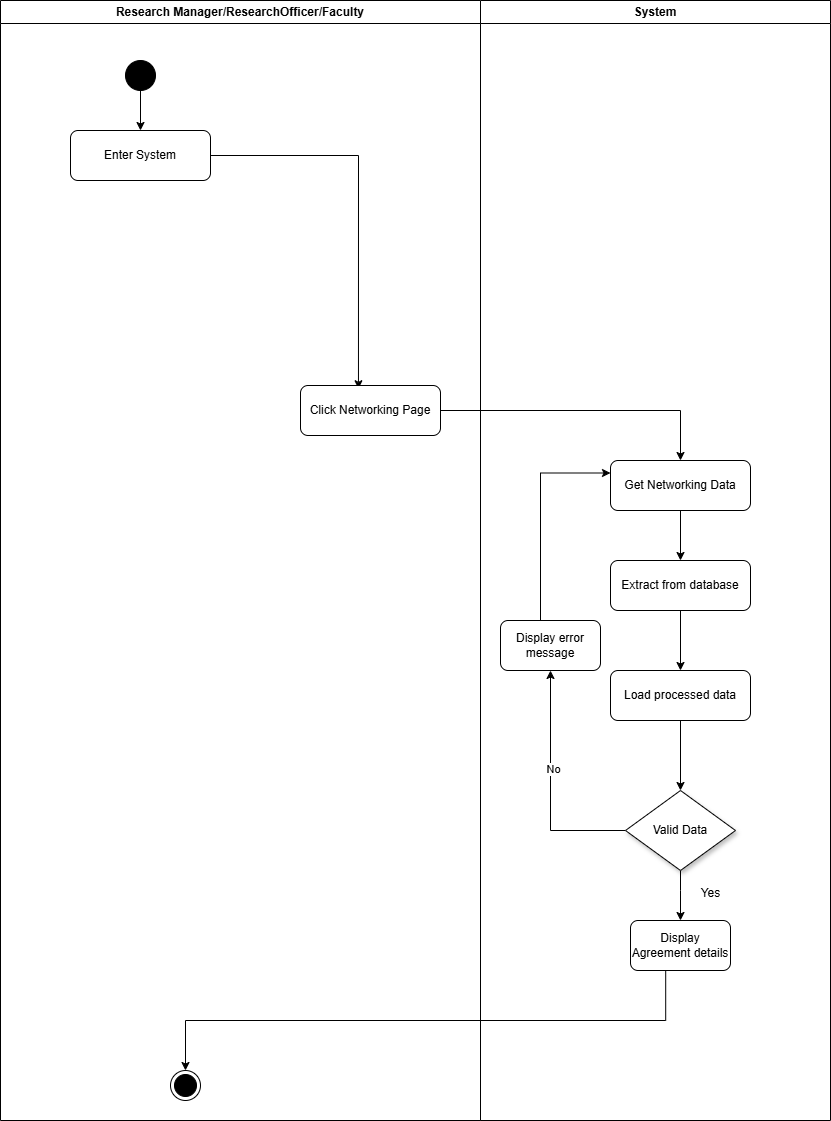 Research Manager/ResearchOfficer/Faculty
System
Enter System
Click Networking Page
Get Networking Data
Extract from database
Display error
message
Load processed data
No
Valid Data
Yes
Display
Agreement details